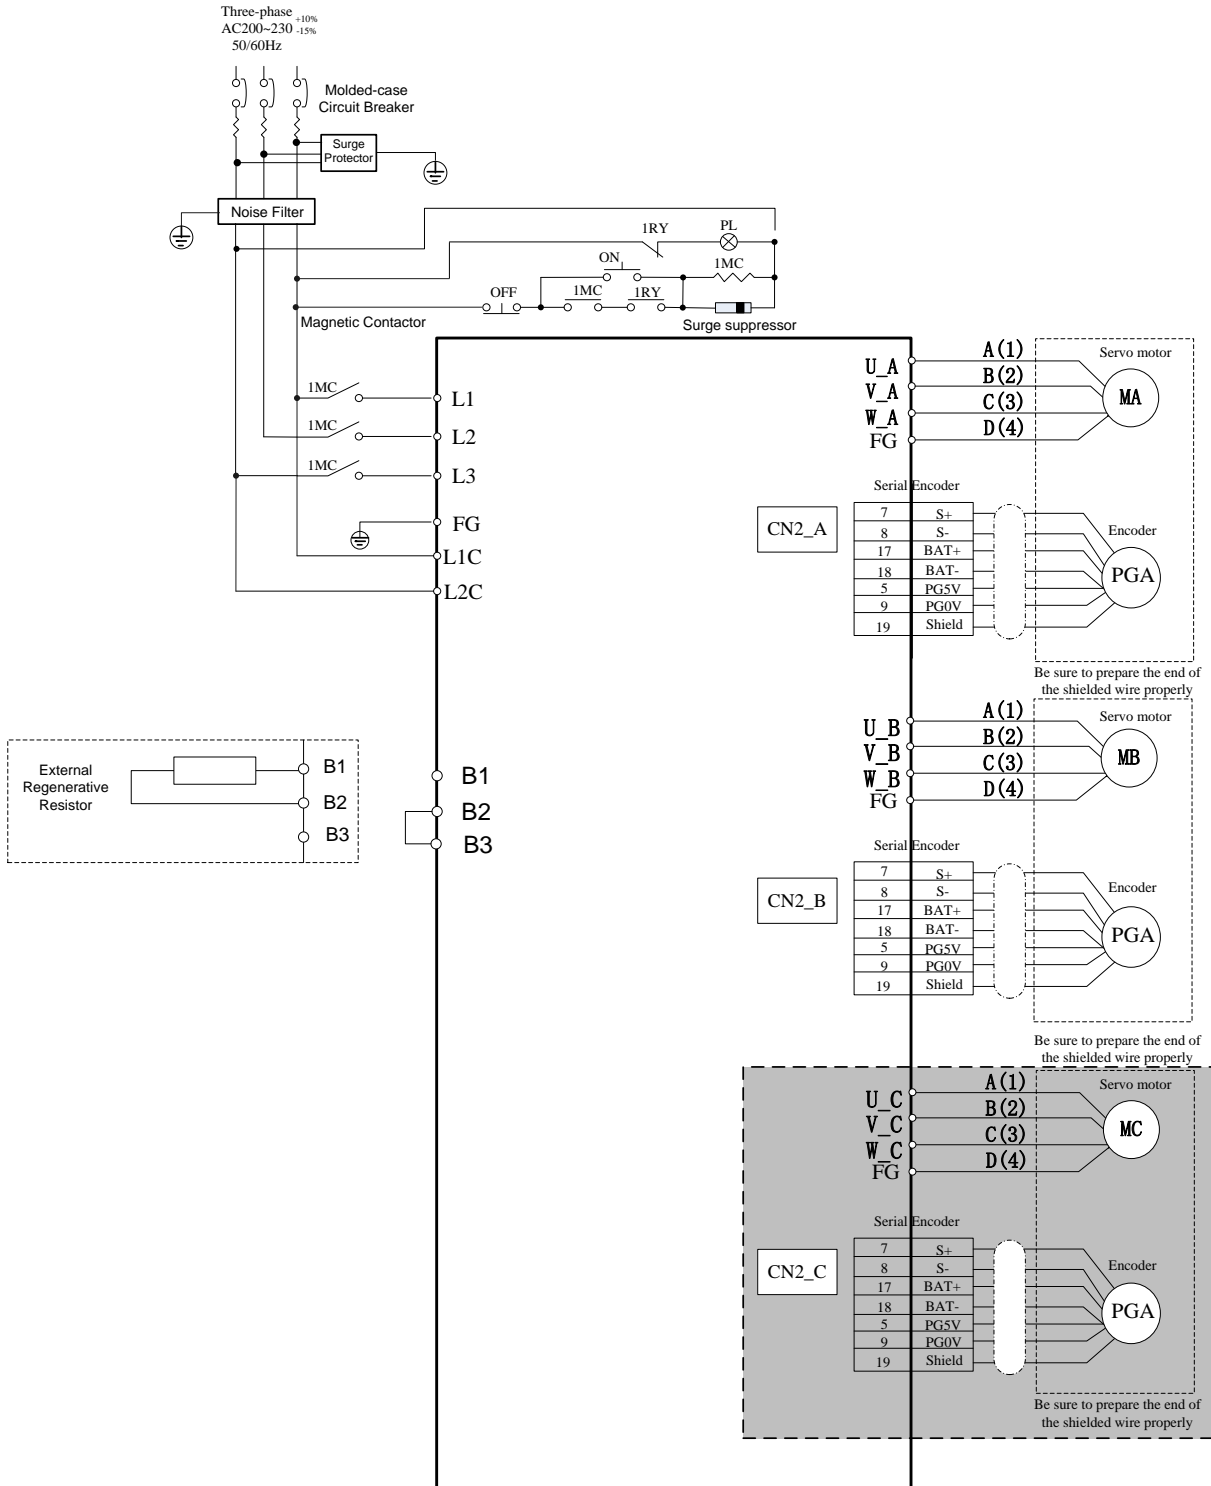 Three-phase
AC200~230 +10% -15%
50/60Hz
Molded-case
Circuit Breaker
Surge
Protector
Noise Filter
1RY
PL
ON
1MC
OFF
1MC
1RY
Magnetic Contactor
Surge suppressor
1MC
L1
1MC
L2
1MC
L3
FG
L1C
L2C
U_A
V_A
W_A
FG
A(1)
B(2)
C(3)
D(4)
Servo motor
MA
Serial Encoder
CN2_A
7 S+
8 S-
17 BAT+
18 BAT-
5 PG5V
9 PG0V
19 Shield
Encoder
PGA
Be sure to prepare the end of
the shielded wire properly
External
Regenerative
Resistor
B1
B2
B3
B1
B2
B3
U_B
V_B
W_B
FG
A(1)
B(2)
C(3)
D(4)
Servo motor
MB
Serial Encoder
CN2_B
7 S+
8 S-
17 BAT+
18 BAT-
5 PG5V
9 PG0V
19 Shield
Encoder
PGA
Be sure to prepare the end of
the shielded wire properly
U_C
V_C
W_C
FG
A(1)
B(2)
C(3)
D(4)
Servo motor
MC
Serial Encoder
CN2_C
7 S+
8 S-
17 BAT+
18 BAT-
5 PG5V
9 PG0V
19 Shield
Encoder
PGA
Be sure to prepare the end of
the shielded wire properly